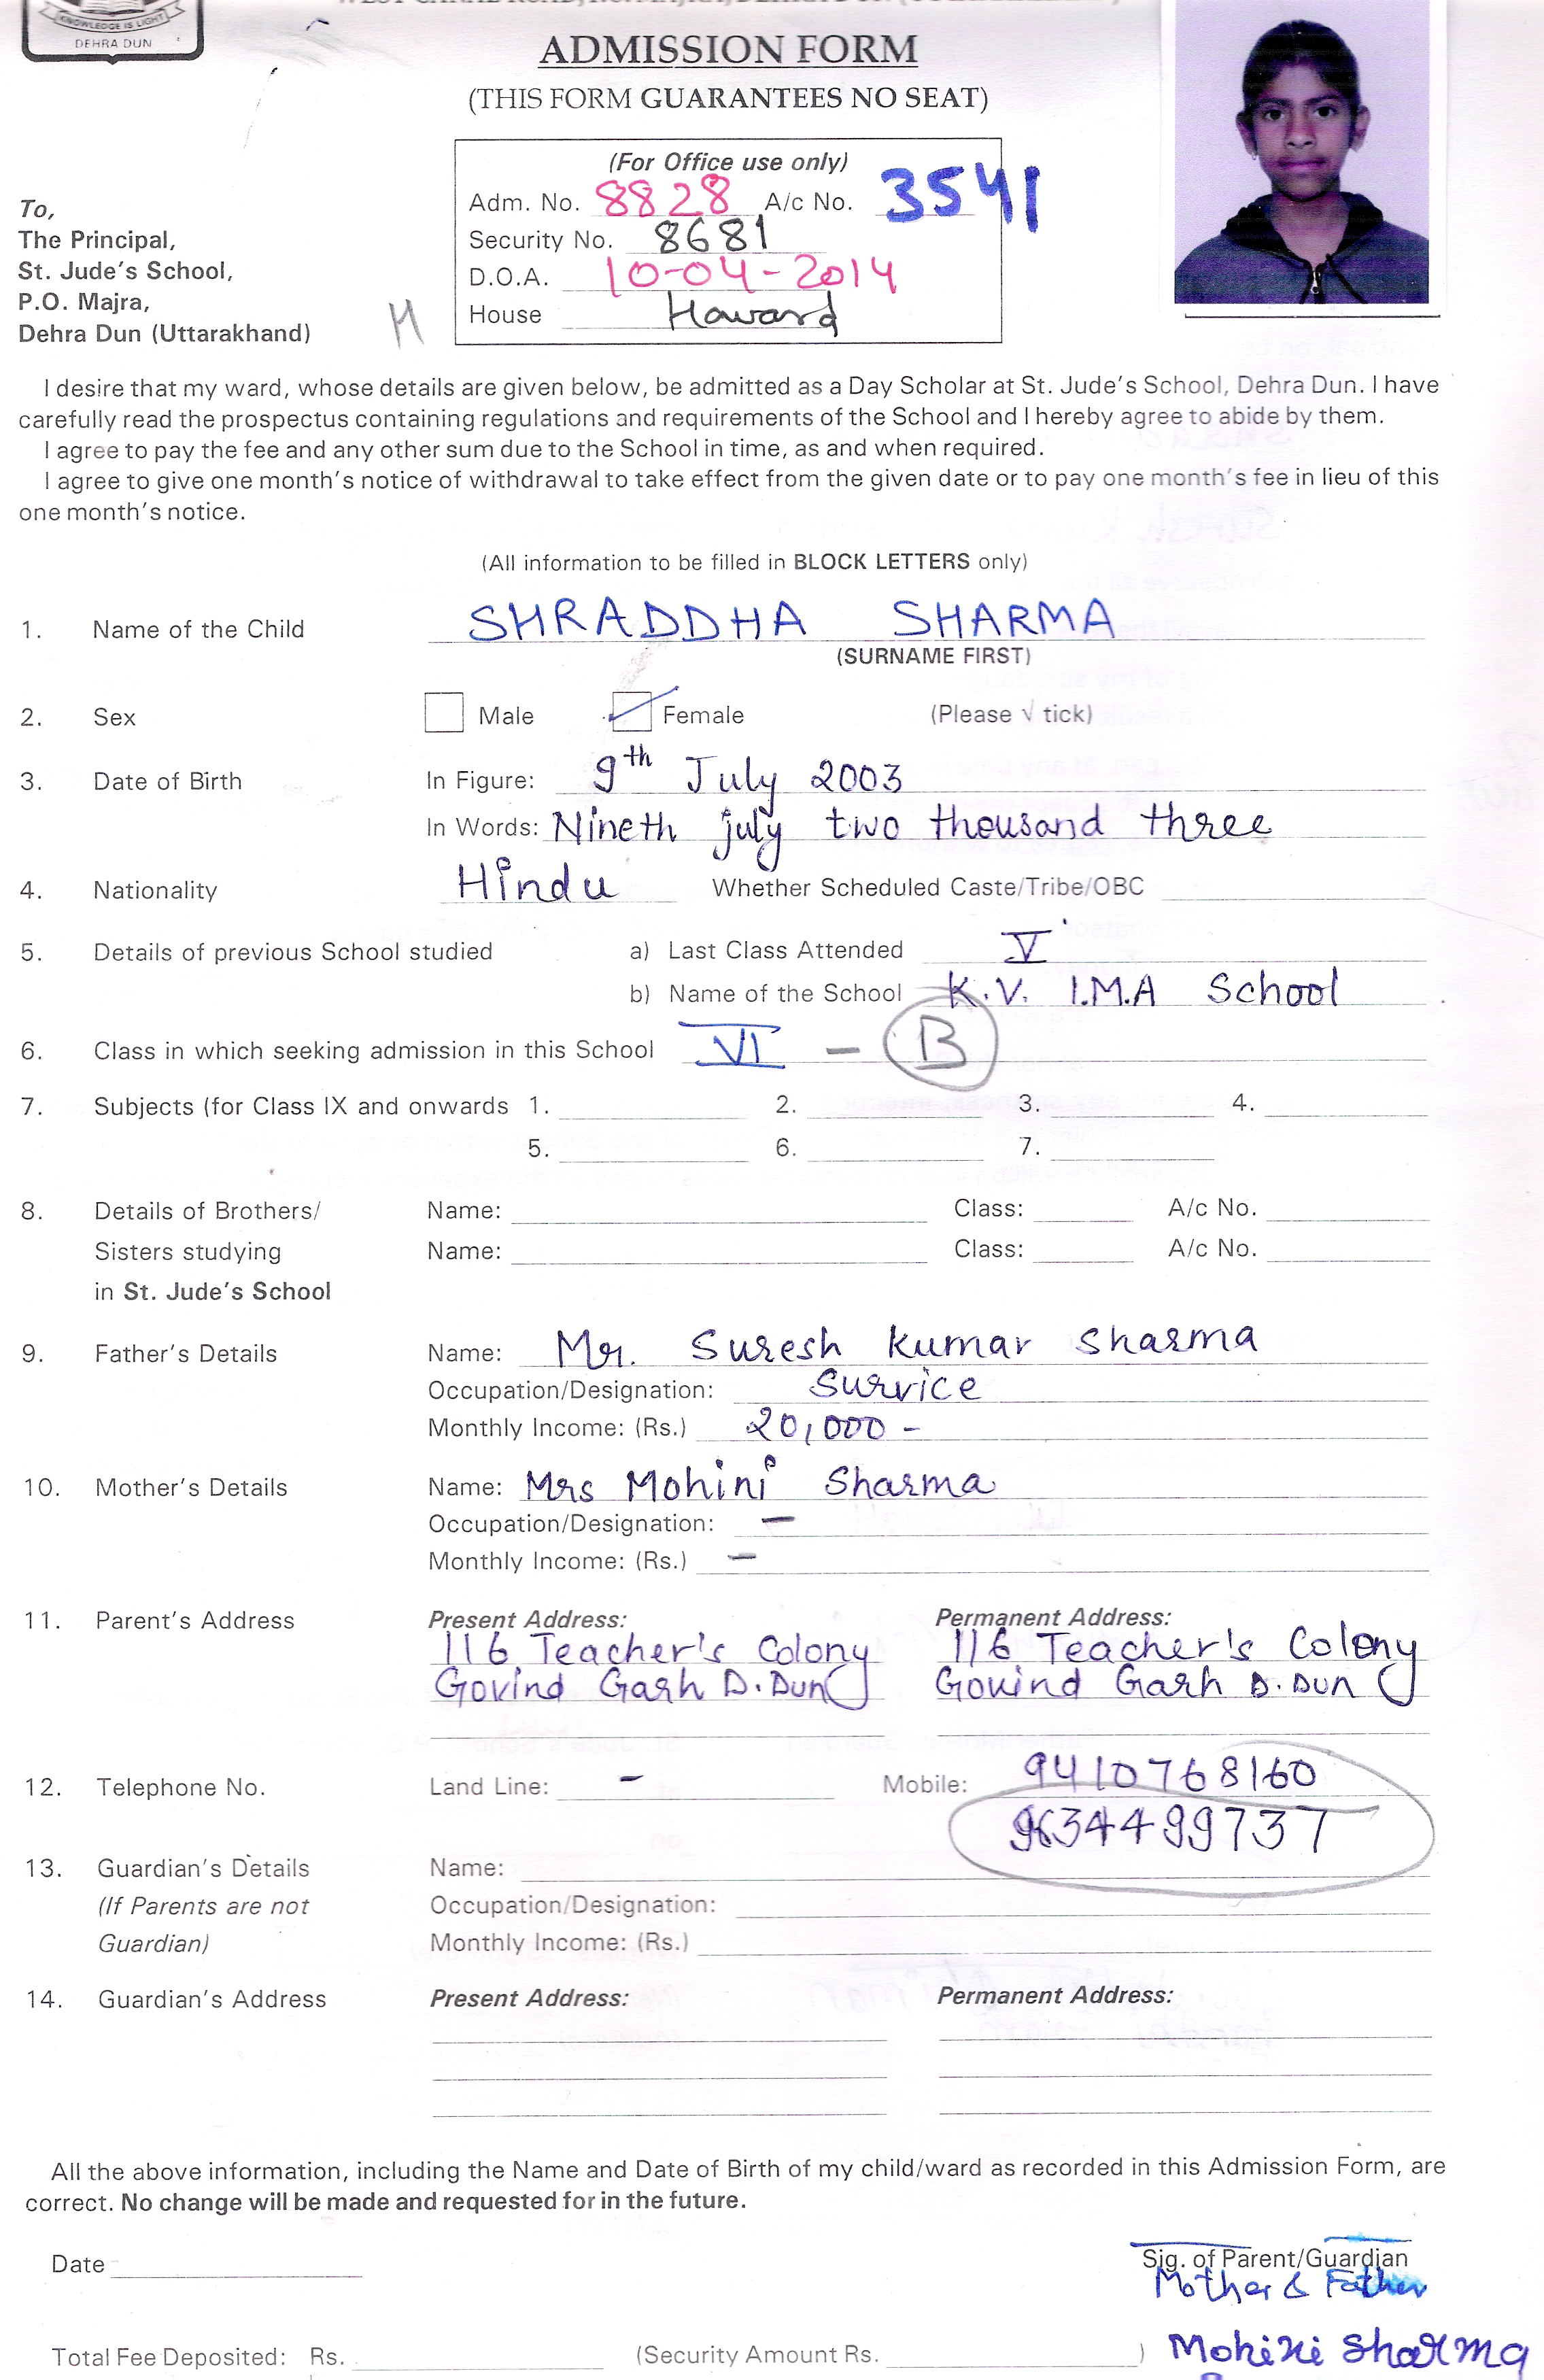 KNOWLEDGE IS LIGHT
DEHRA DUN
ADMISSION FORM
(THIS FORM GUARANTEES NO SEAT)
(For Office use only)
Adm. No. 8828 A/c No. 3541
Security No. 8681
D.O.A. 10-04-2014
House Haward
To,
The Principal,
St. Jude's School,
P.O. Majra,
Dehra Dun (Uttarakhand)
H
I desire that my ward, whose details are given below, be admitted as a Day Scholar at St. Jude's School, Dehra Dun. I have
carefully read the prospectus containing regulations and requirements of the School and I hereby agree to abide by them.
I agree to pay the fee and any other sum due to the School in time, as and when required.
I agree to give one month's notice of withdrawal to take effect from the given date or to pay one month's fee in lieu of this
one month's notice.
(All information to be filled in BLOCK LETTERS only)
1. Name of the Child SHRADDHA SHARMA
(SURNAME FIRST)
2. Sex Male Female (Please √ tick)
3. Date of Birth In Figure: 9th July 2003
In Words: Nineth july two thousand three
4. Nationality Hindu Whether Scheduled Caste/Tribe/OBC
5. Details of previous School studied a) Last Class Attended V
b) Name of the School K.V. I.M.A School
6. Class in which seeking admission in this School VI - B
7. Subjects (for Class IX and onwards 1. 2. 3. 4.
5. 6. 7.
8. Details of Brothers/ Name: Class: A/c No.
Sisters studying Name: Class: A/c No.
in St. Jude's School
9. Father's Details Name: Mr. Suresh Kumar Sharma
Occupation/Designation: Survice
Monthly Income: (Rs.) 20,000 -
10. Mother's Details Name: Mrs Mohini Sharma
Occupation/Designation: -
Monthly Income: (Rs.) -
11. Parent's Address Present Address: Permanent Address:
116 Teacher's Colony 116 Teacher's Colony
Govind Garh D.Dun Govind Garh D.Dun
12. Telephone No. Land Line: - Mobile: 9410768160
9634499737
13. Guardian's Details Name:
(If Parents are not Occupation/Designation:
Guardian) Monthly Income: (Rs.)
14. Guardian's Address Present Address: Permanent Address:
All the above information, including the Name and Date of Birth of my child/ward as recorded in this Admission Form, are
correct. No change will be made and requested for in the future.
Date Sig. of Parent/Guardian
Mother & Father
Total Fee Deposited: Rs. (Security Amount Rs. ) Mohini Sharma